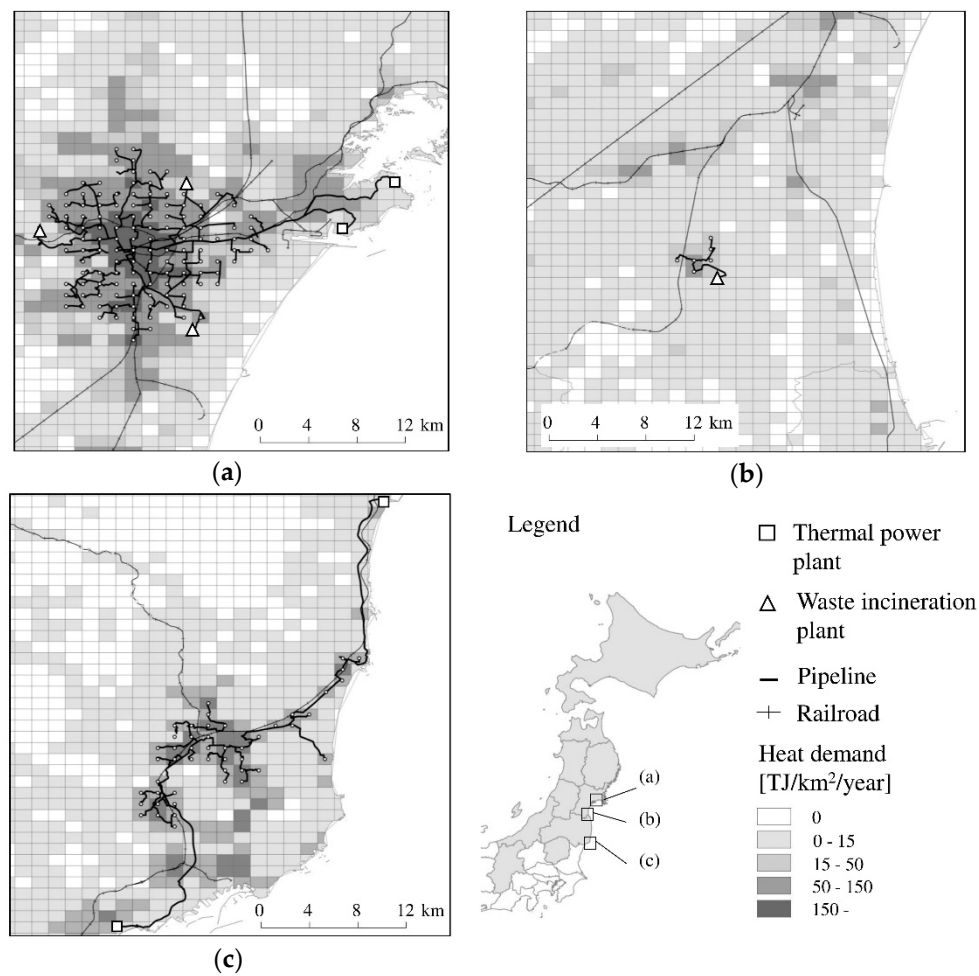 0 4 8 12 km
(a)
0 4 8 12 km
(b)
0 4 8 12 km
(c)
Legend
(a)
(b)
(c)
Thermal power
plant
Waste incineration
plant
Pipeline
Railroad
Heat demand
[TJ/km²/year]
0
0 - 15
15 - 50
50 - 150
150 -